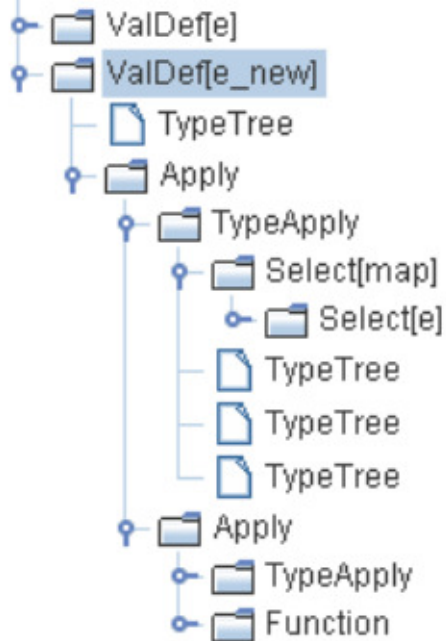 ValDef[e]
ValDef[e_new]
TypeTree
Apply
TypeApply
Select[map]
Select[e]
TypeTree
TypeTree
TypeTree
Apply
TypeApply
Function